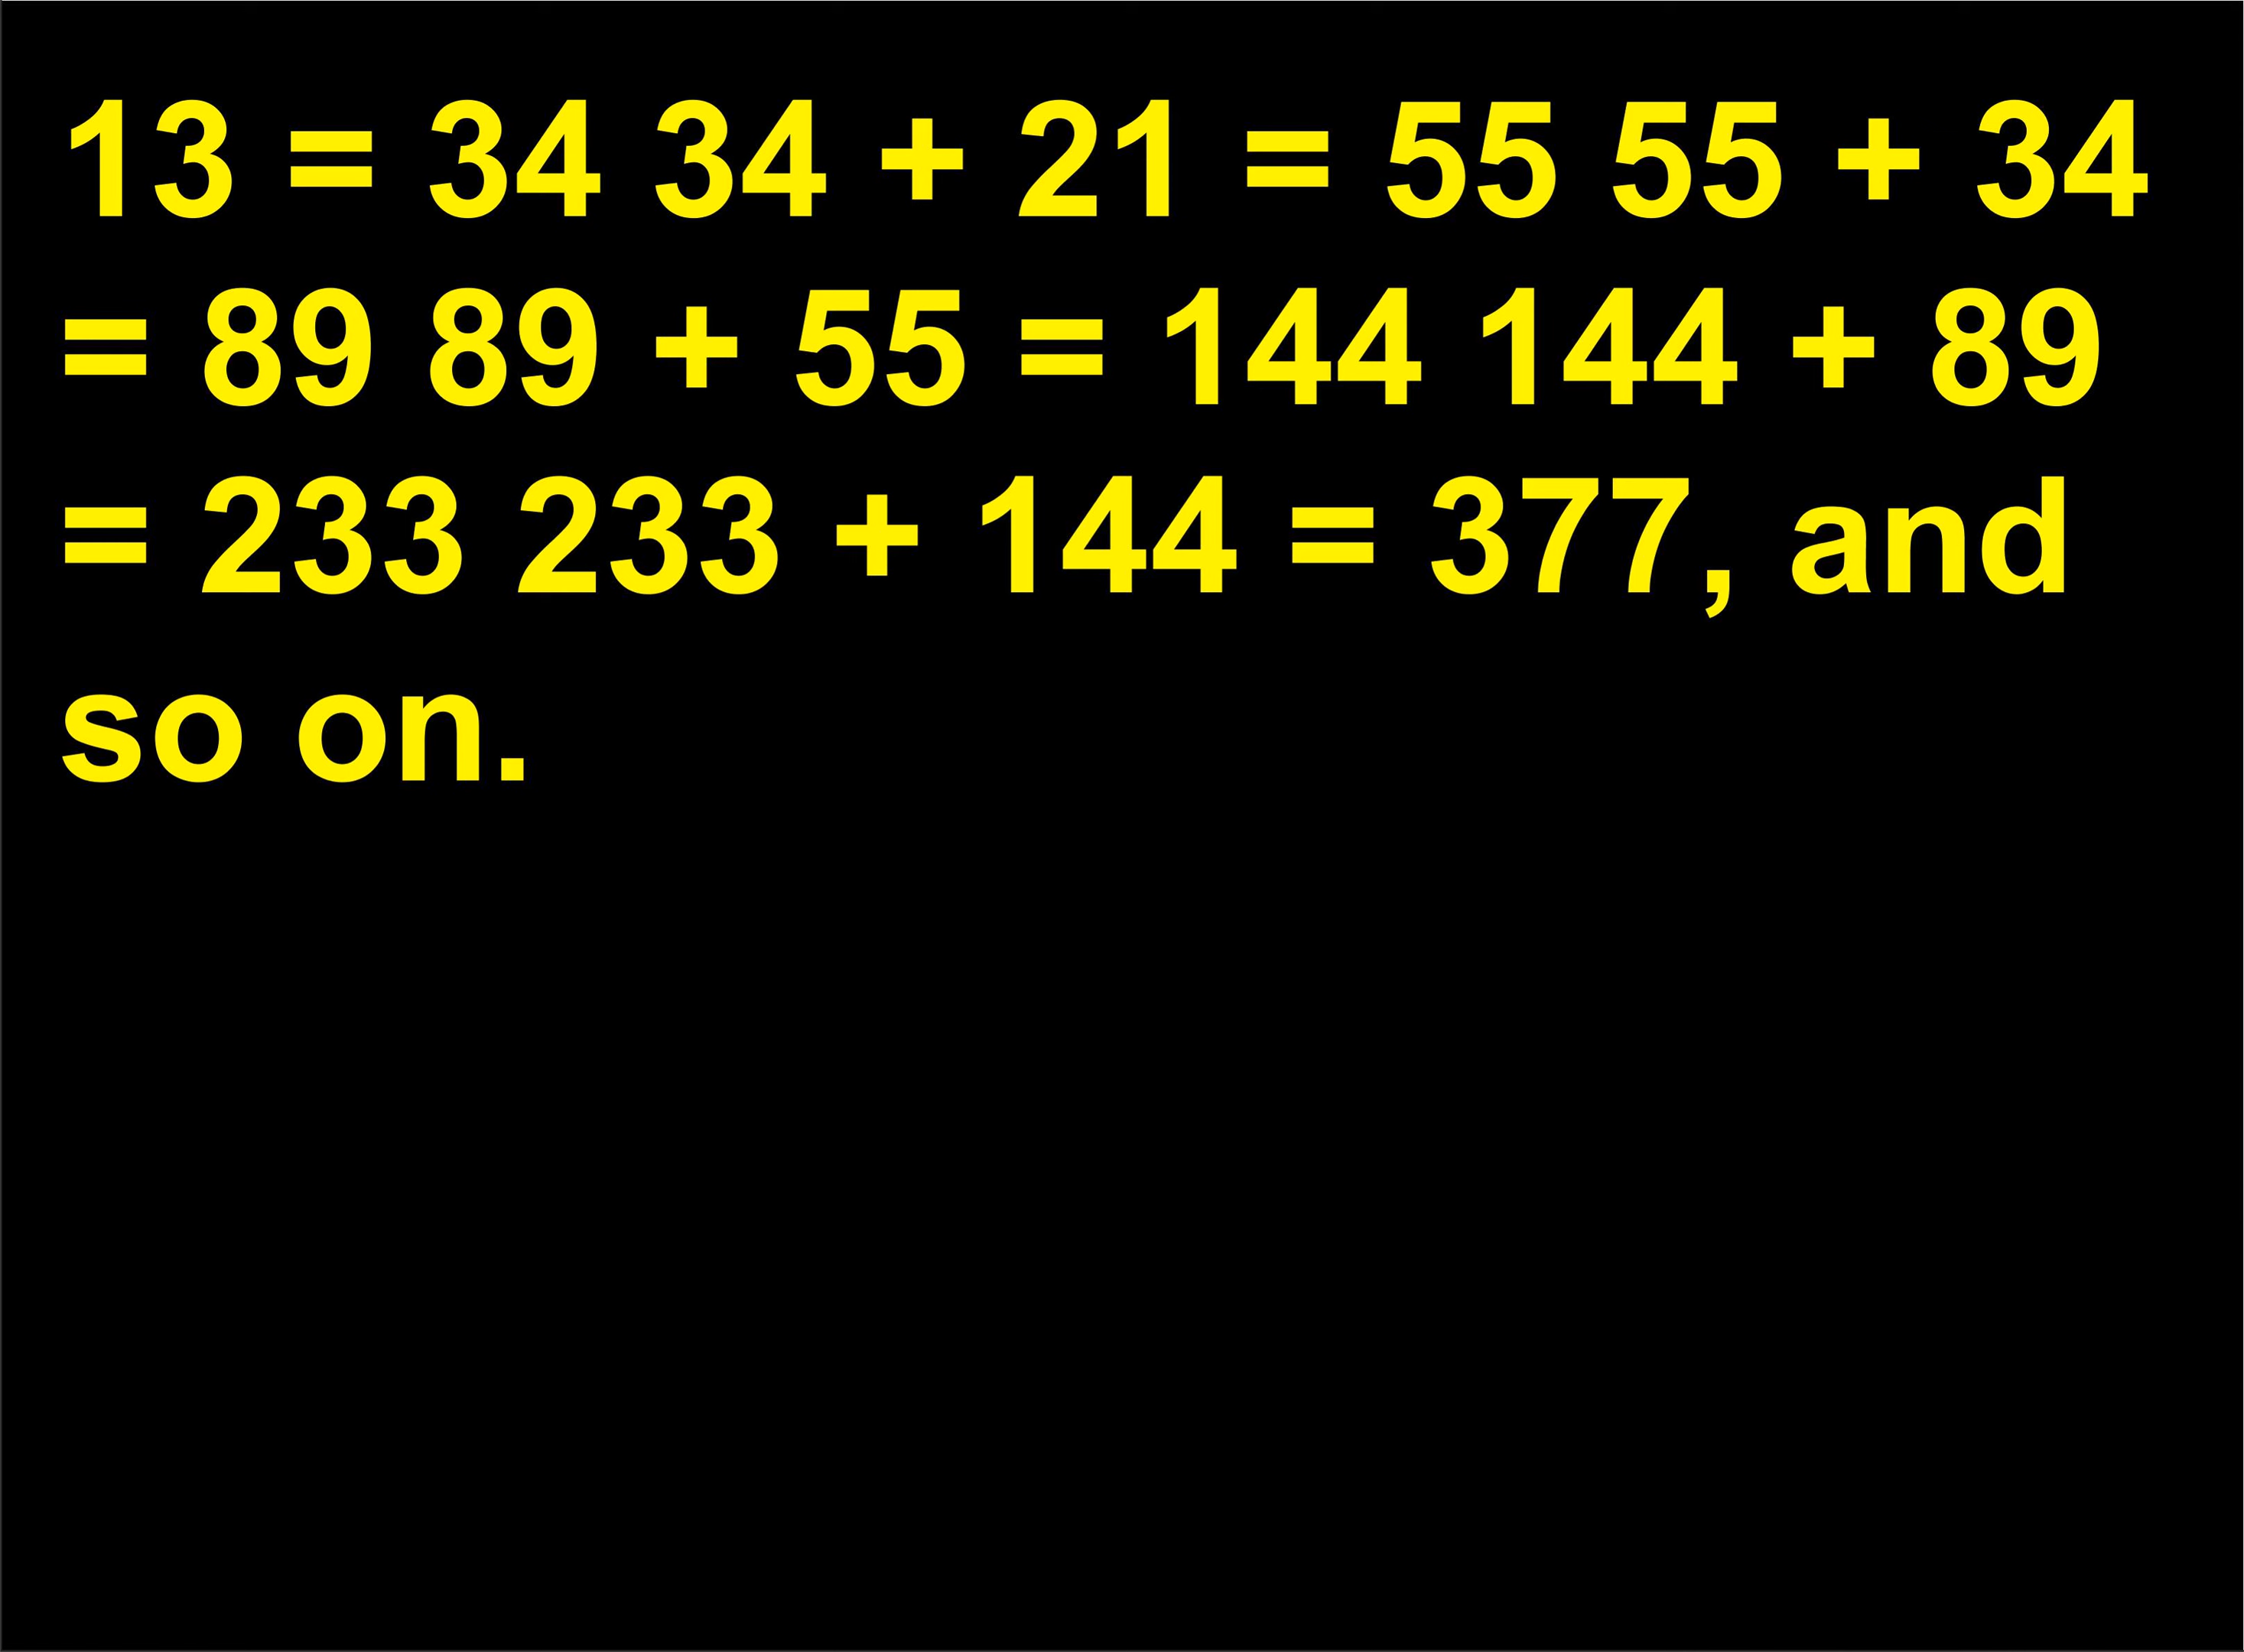 13 = 34 34 + 21 = 55 55 + 34
= 89 89 + 55 = 144 144 + 89
= 233 233 + 144 = 377, and
so on.